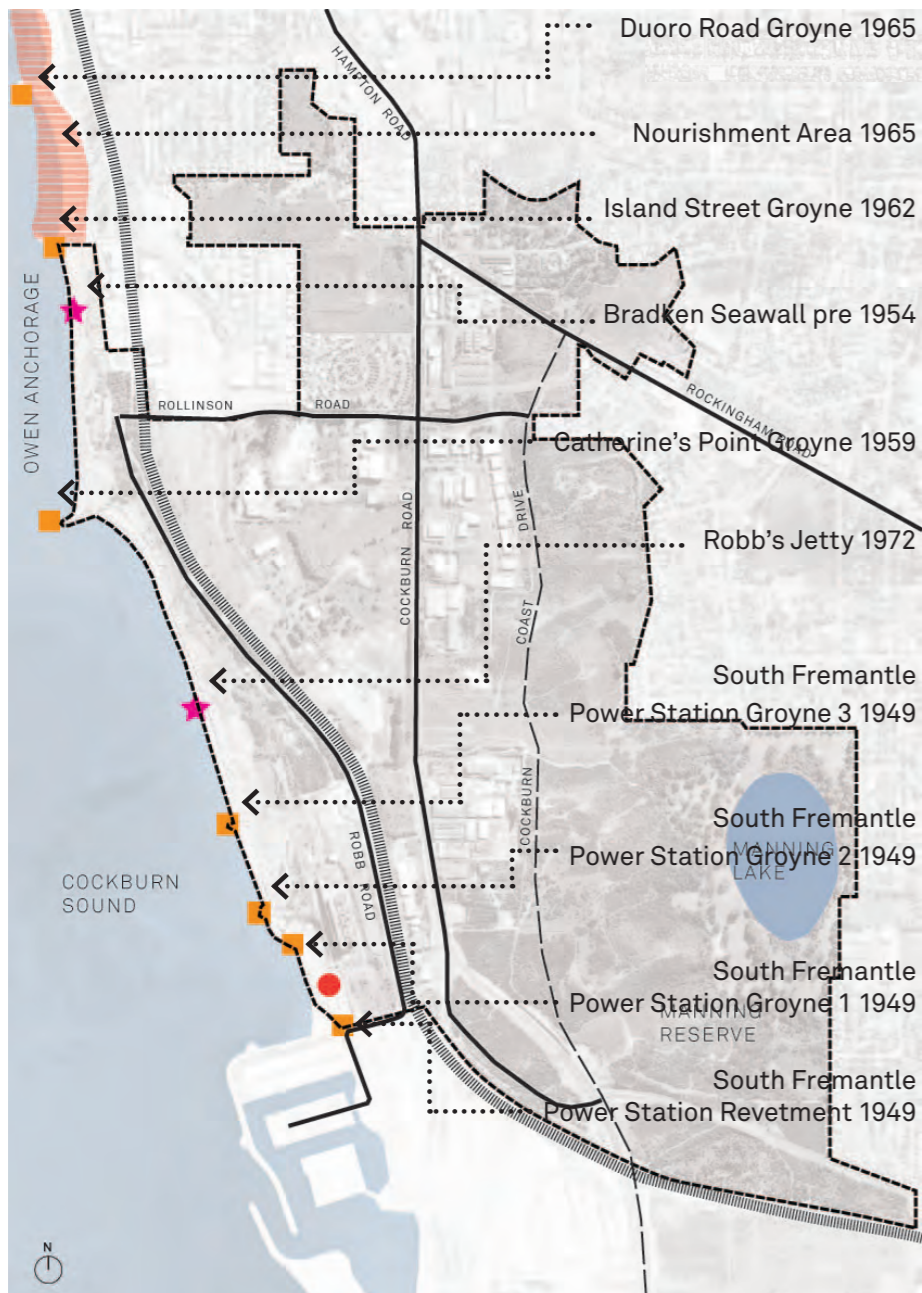 Duoro Road Groyne 1965
HAMPTON ROAD
Nourishment Area 1965
Island Street Groyne 1962
OWEN ANCHORAGE
Bradken Seawall pre 1954
ROLLINSON ROAD
ROCKINGHAM ROAD
Catherine's Point Groyne 1959
COCKBURN ROAD
Robb's Jetty 1972
COCKBURN COAST DRIVE
South Fremantle
Power Station Groyne 3 1949
ROBB ROAD
South Fremantle
Power Station Groyne 2 1949
MANNING
LAKE
COCKBURN
SOUND
South Fremantle
Power Station Groyne 1 1949
MANNING
RESERVE
South Fremantle
Power Station Revetment 1949
N